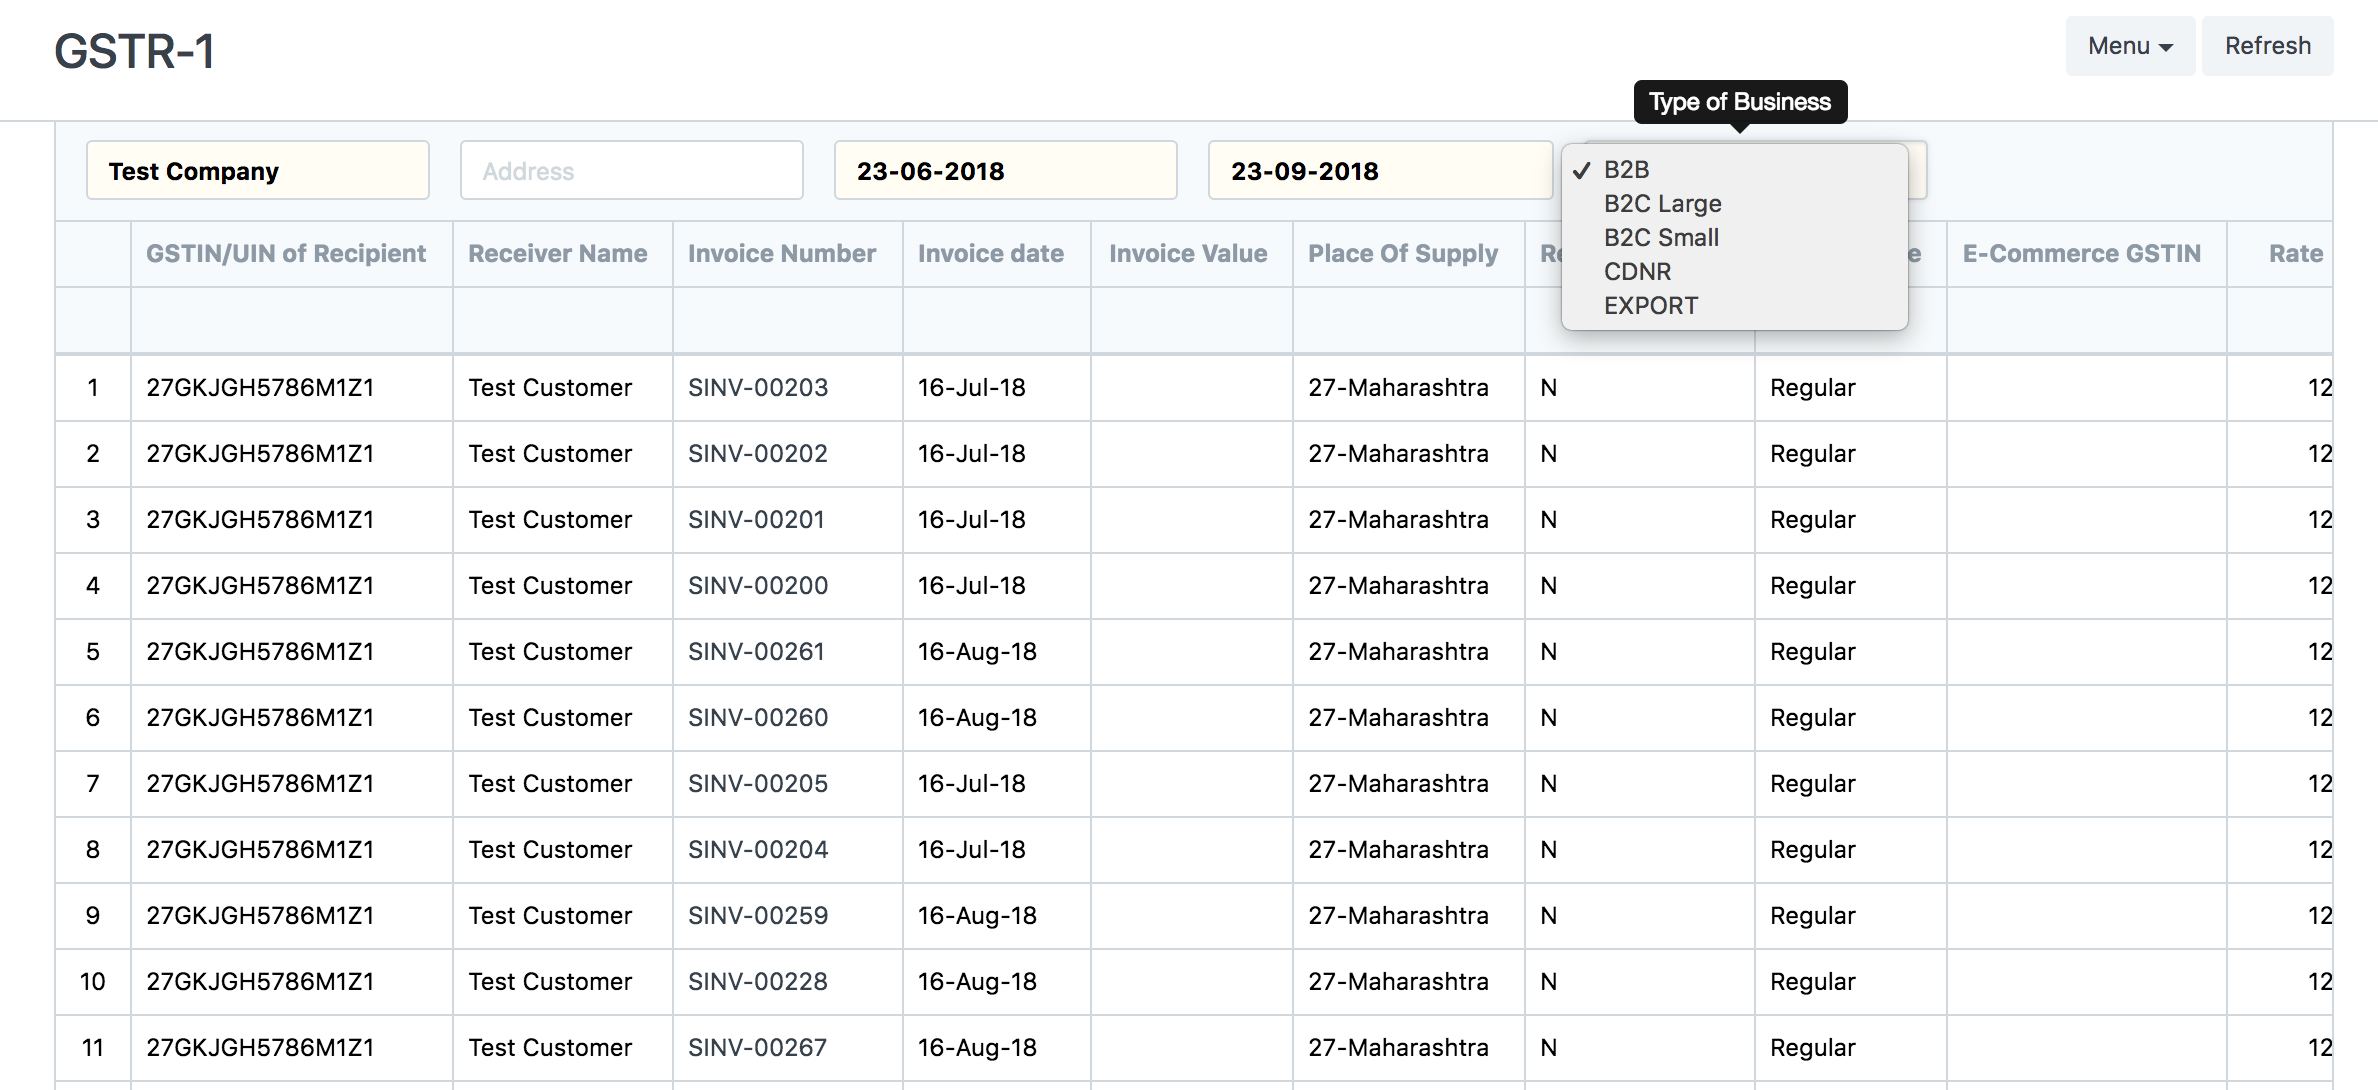 GSTR-1
Menu Refresh
Type of Business
Test Company Address 23-06-2018 23-09-2018
B2B
B2C Large
B2C Small
CDNR
EXPORT
GSTIN/UIN of Recipient Receiver Name Invoice Number Invoice date Invoice Value Place Of Supply E-Commerce GSTIN Rate
1 27GKJGH5786M1Z1 Test Customer SINV-00203 16-Jul-18 27-Maharashtra N Regular 12
2 27GKJGH5786M1Z1 Test Customer SINV-00202 16-Jul-18 27-Maharashtra N Regular 12
3 27GKJGH5786M1Z1 Test Customer SINV-00201 16-Jul-18 27-Maharashtra N Regular 12
4 27GKJGH5786M1Z1 Test Customer SINV-00200 16-Jul-18 27-Maharashtra N Regular 12
5 27GKJGH5786M1Z1 Test Customer SINV-00261 16-Aug-18 27-Maharashtra N Regular 12
6 27GKJGH5786M1Z1 Test Customer SINV-00260 16-Aug-18 27-Maharashtra N Regular 12
7 27GKJGH5786M1Z1 Test Customer SINV-00205 16-Jul-18 27-Maharashtra N Regular 12
8 27GKJGH5786M1Z1 Test Customer SINV-00204 16-Jul-18 27-Maharashtra N Regular 12
9 27GKJGH5786M1Z1 Test Customer SINV-00259 16-Aug-18 27-Maharashtra N Regular 12
10 27GKJGH5786M1Z1 Test Customer SINV-00228 16-Aug-18 27-Maharashtra N Regular 12
11 27GKJGH5786M1Z1 Test Customer SINV-00267 16-Aug-18 27-Maharashtra N Regular 12